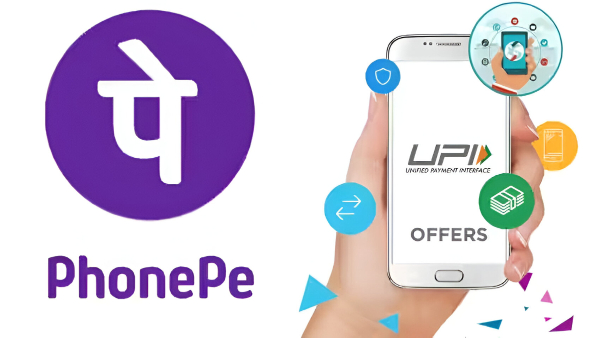 पे
PhonePe
UPI
UNIFIED PAYMENT INTERFACE
OFFERS